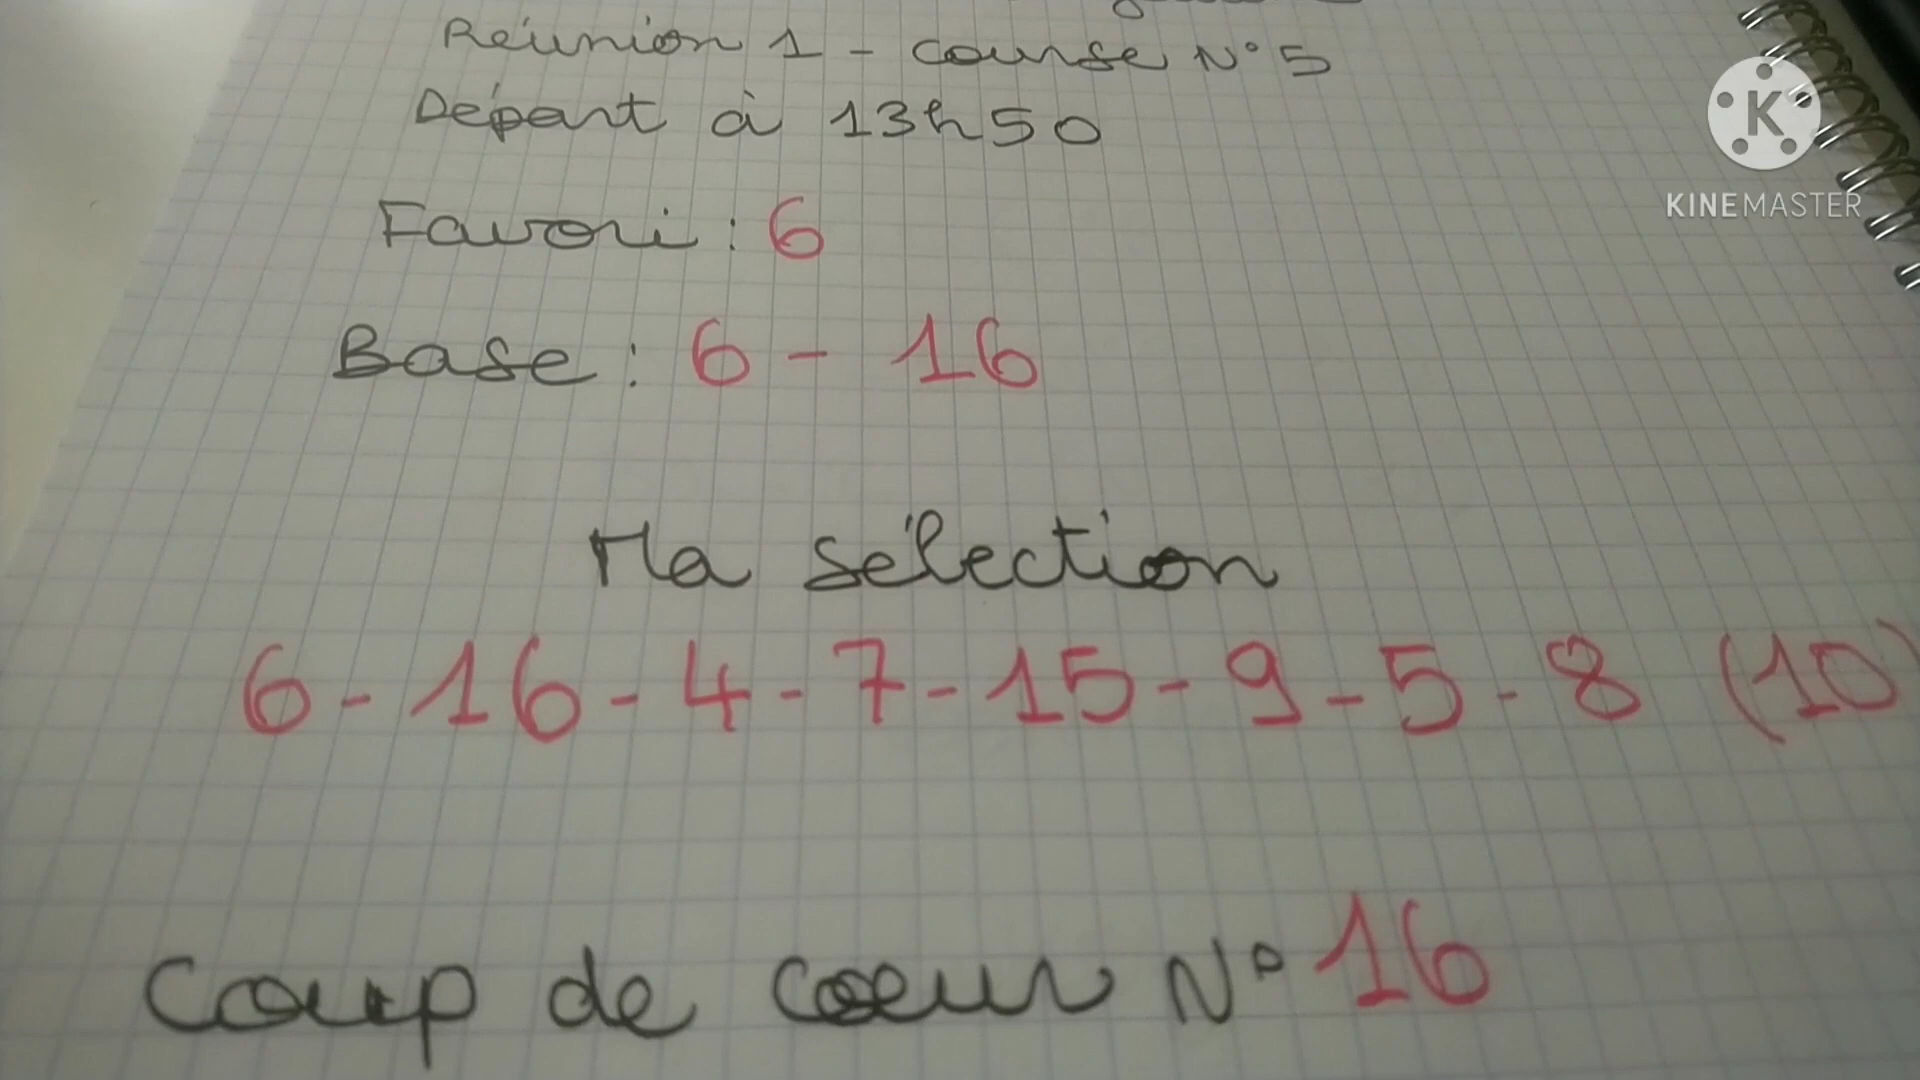 Réunion 1 - course N° 5
Départ à 13h50
Favori : 6
Base : 6 - 16
Ma sélection
6 - 16 - 4 - 7 - 15 - 9 - 5 - 8 (10)
Coup de coeur N° 16
K
KINEMASTER